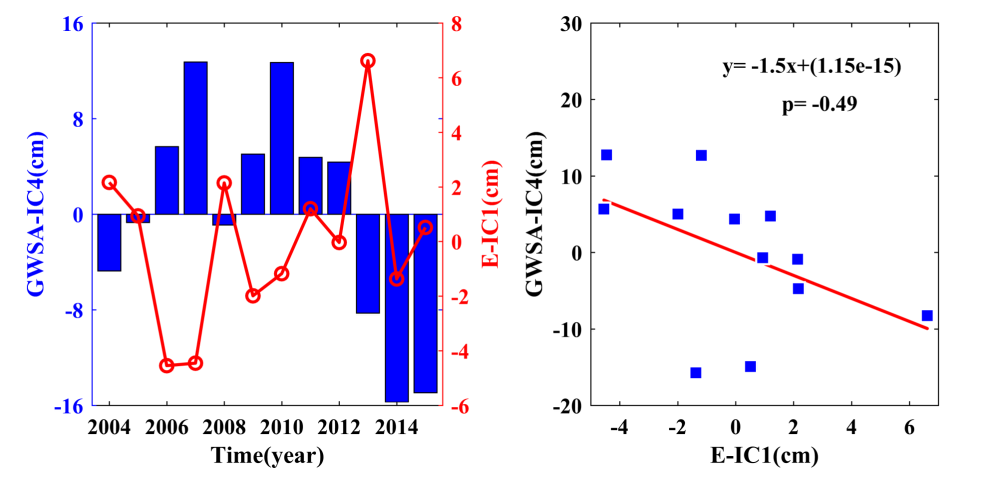 16
8
0
-8
-16
GWSA-IC4(cm)
8
6
4
2
0
-2
-4
-6
E-IC1(cm)
2004 2006 2008 2010 2012 2014
Time(year)
30
20
10
0
-10
-20
GWSA-IC4(cm)
y= -1.5x+(1.15e-15)
p= -0.49
-4 -2 0 2 4 6
E-IC1(cm)